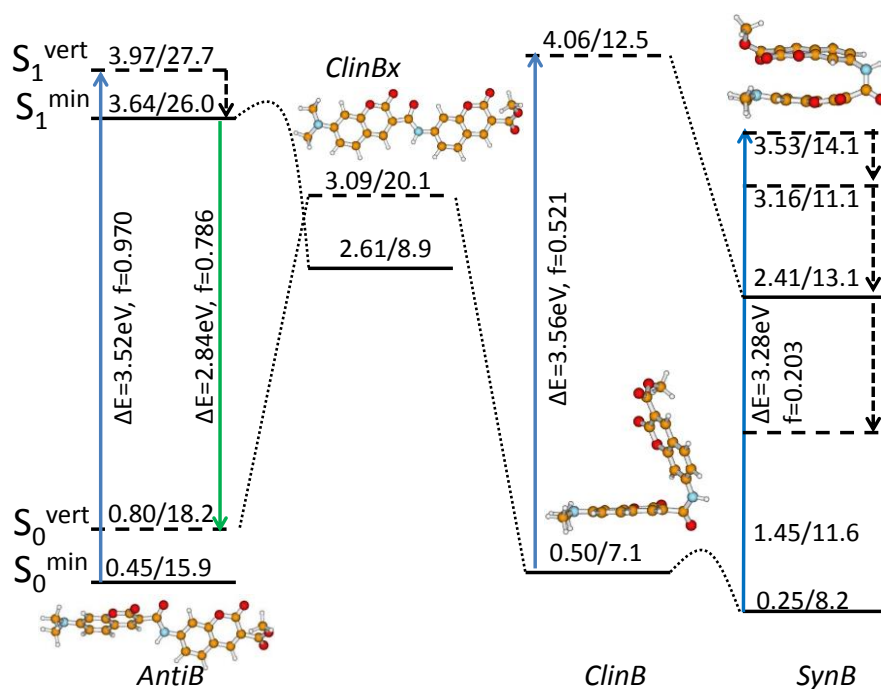 S₁ᵛᵉʳᵗ
3.97/27.7
S₁ᵐⁱⁿ
3.64/26.0
ΔE=3.52eV, f=0.970
ΔE=2.84eV, f=0.786
S₀ᵛᵉʳᵗ
0.80/18.2
S₀ᵐⁱⁿ
0.45/15.9
AntiB
ClinBx
3.09/20.1
2.61/8.9
4.06/12.5
ΔE=3.56eV, f=0.521
0.50/7.1
ClinB
3.53/14.1
3.16/11.1
2.41/13.1
ΔE=3.28eV
f=0.203
1.45/11.6
0.25/8.2
SynB